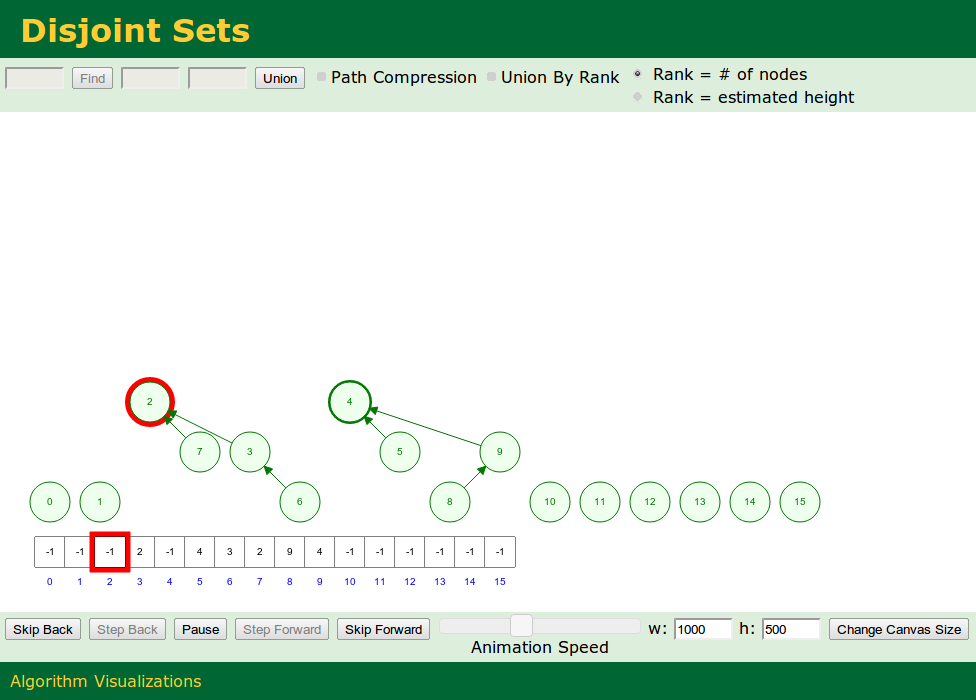 Disjoint Sets
Find Union Path Compression Union By Rank Rank = # of nodes
Rank = estimated height
2 4
7 3 5 9
0 1 6 8 10 11 12 13 14 15
-1 -1 -1 2 -1 4 3 2 9 4 -1 -1 -1 -1 -1 -1
0 1 2 3 4 5 6 7 8 9 10 11 12 13 14 15
Skip Back Step Back Pause Step Forward Skip Forward w: 1000 h: 500 Change Canvas Size
Animation Speed
Algorithm Visualizations